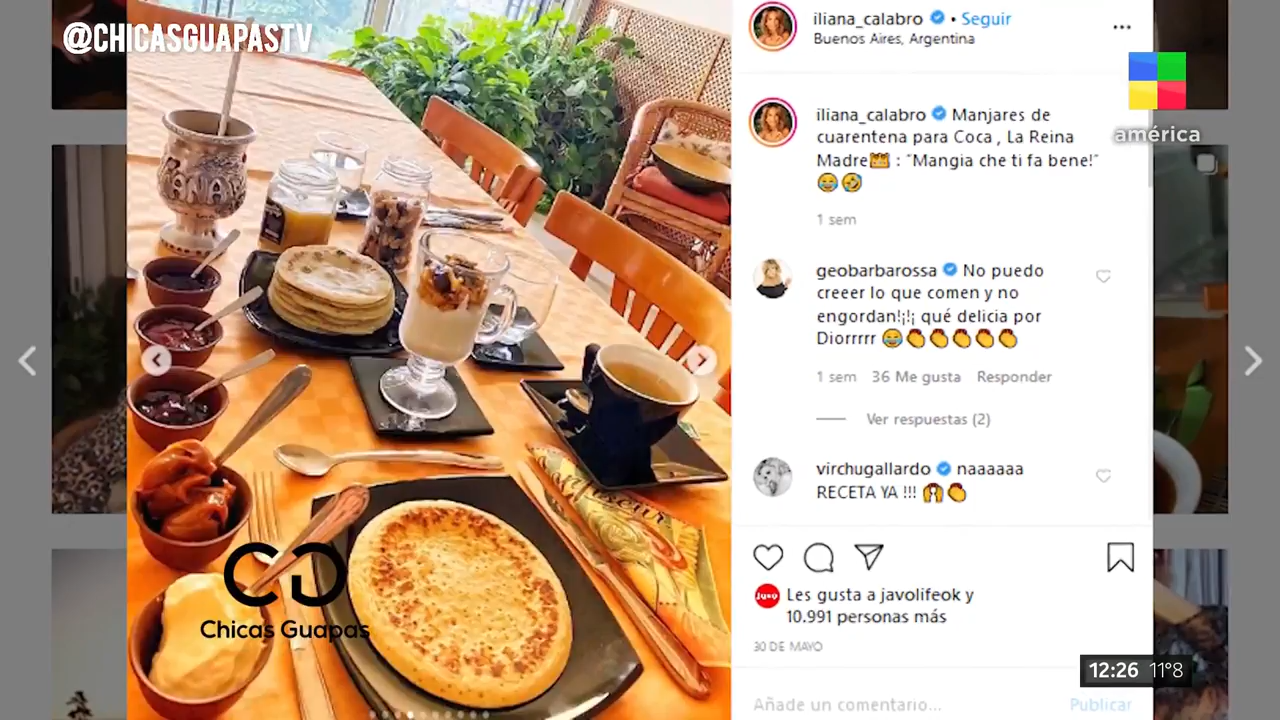 @CHICASGUAPASTV
iliana_calabro • Seguir
Buenos Aires, Argentina
américa
iliana_calabro Manjares de
cuarentena para Coca , La Reina
Madre : "Mangia che ti fa bene!"
1 sem
geobarbarossa No puedo
creeer lo que comen y no
engordan!¡!¡ qué delicia por
Diorrrrr
1 sem 36 Me gusta Responder
Ver respuestas (2)
virchugallardo naaaaaa
RECETA YA !!!
Les gusta a javolifeok y
10.991 personas más
30 DE MAYO
Añade un comentario... Publicar
12:26 11°8
Chicas Guapas